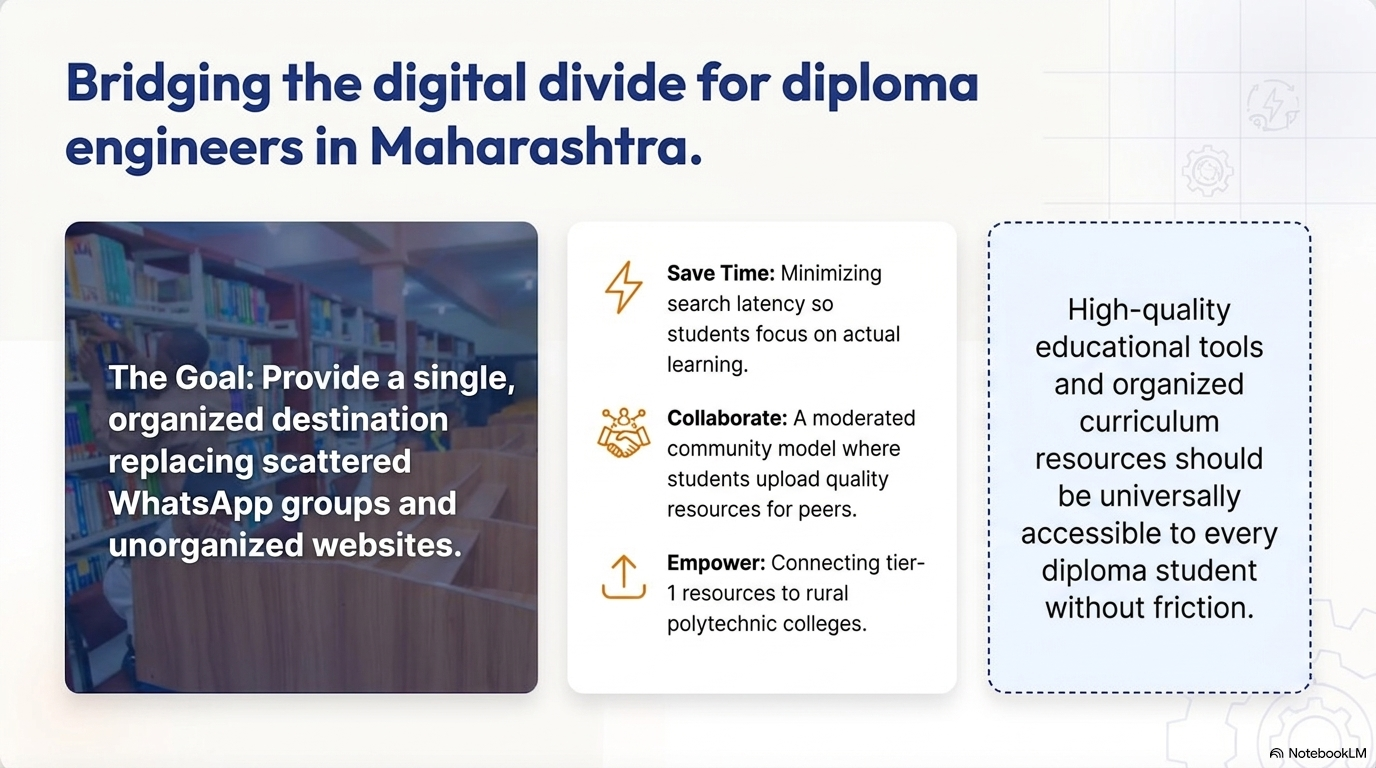 Bridging the digital divide for diploma
engineers in Maharashtra.
The Goal: Provide a single,
organized destination
replacing scattered
WhatsApp groups and
unorganized websites.
Save Time: Minimizing
search latency so
students focus on actual
learning.
Collaborate: A moderated
community model where
students upload quality
resources for peers.
Empower: Connecting tier-
1 resources to rural
polytechnic colleges.
High-quality
educational tools
and organized
curriculum
resources should
be universally
accessible to every
diploma student
without friction.
NotebookLM